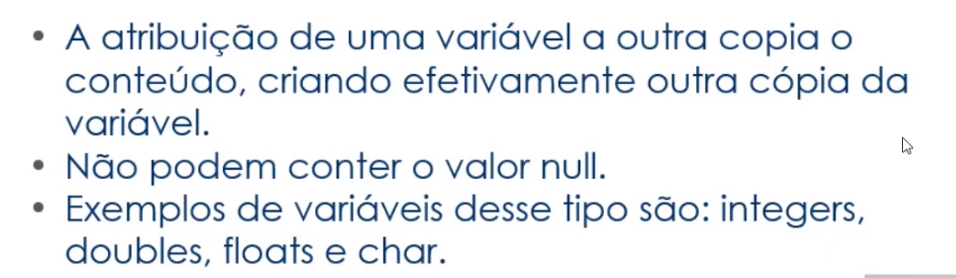 • A atribuição de uma variável a outra copia o
conteúdo, criando efetivamente outra cópia da
variável.
• Não podem conter o valor null.
• Exemplos de variáveis desse tipo são: integers,
doubles, floats e char.